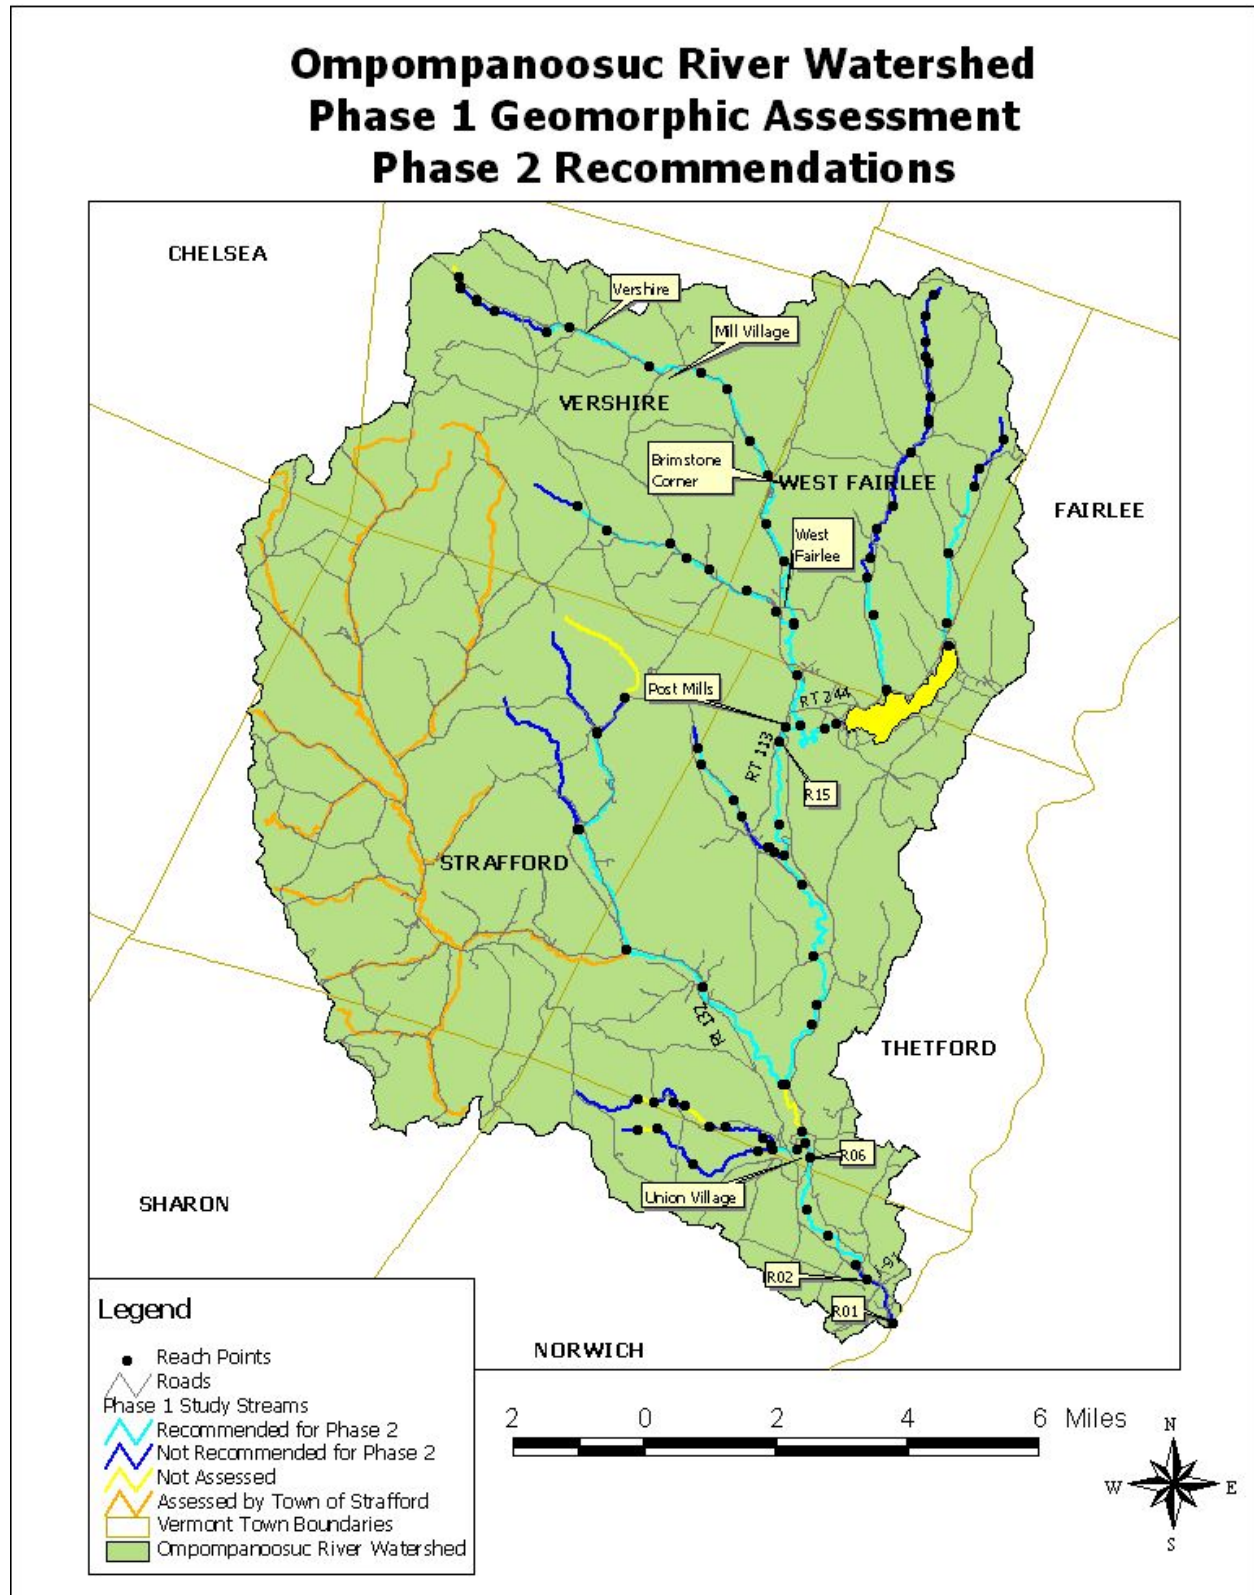 Ompompanoosuc River Watershed
Phase 1 Geomorphic Assessment
Phase 2 Recommendations
CHELSEA
Vershire
Mill Village
VERSHIRE
Brimstone
Corner
WEST FAIRLEE
FAIRLEE
West
Fairlee
Post Mills
RT 244
RT 113
R15
STRAFFORD
Rt 132
THETFORD
R06
Union Village
SHARON
I-91
R02
R01
NORWICH
Legend
Reach Points
Roads
Phase 1 Study Streams
Recommended for Phase 2
Not Recommended for Phase 2
Not Assessed
Assessed by Town of Strafford
Vermont Town Boundaries
Ompompanoosuc River Watershed
2 0 2 4 6 Miles
N
W E
S